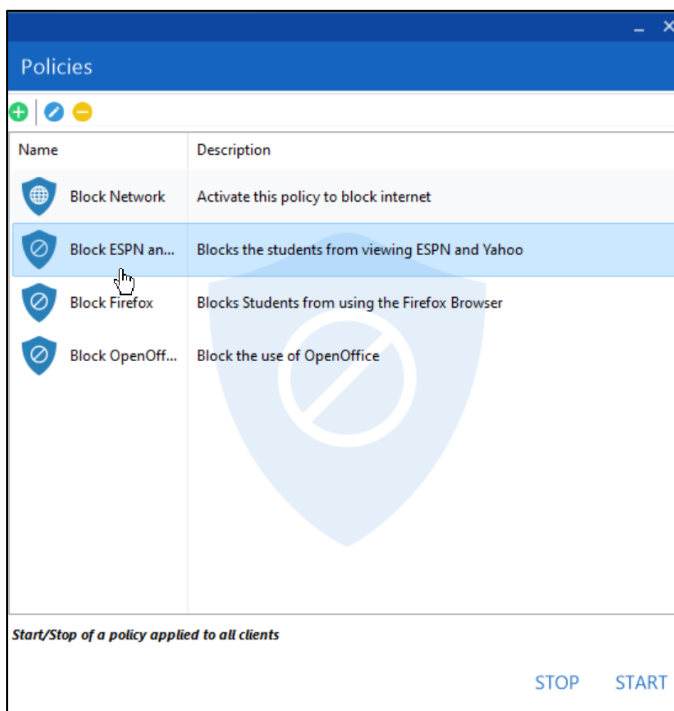 Policies
Name Description
Block Network Activate this policy to block internet
Block ESPN an... Blocks the students from viewing ESPN and Yahoo
Block Firefox Blocks Students from using the Firefox Browser
Block OpenOff... Block the use of OpenOffice
Start/Stop of a policy applied to all clients
STOP START